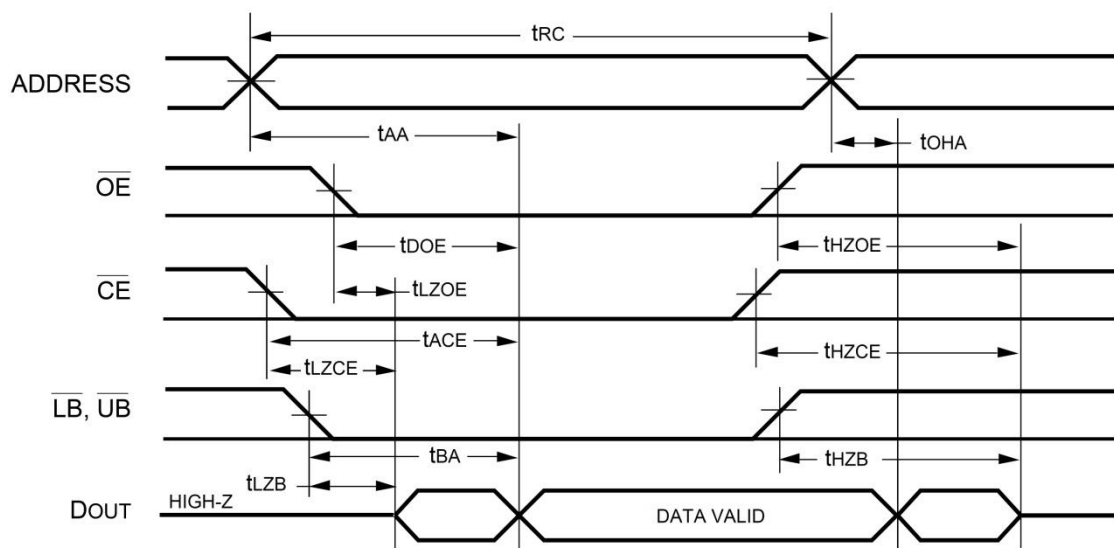 tRC
ADDRESS
tAA
tOHA
OE
tDOE
tHZOE
CE
tLZOE
tACE
tHZCE
tLZCE
LB, UB
tBA
tHZB
tLZB
DOUT
HIGH-Z
DATA VALID